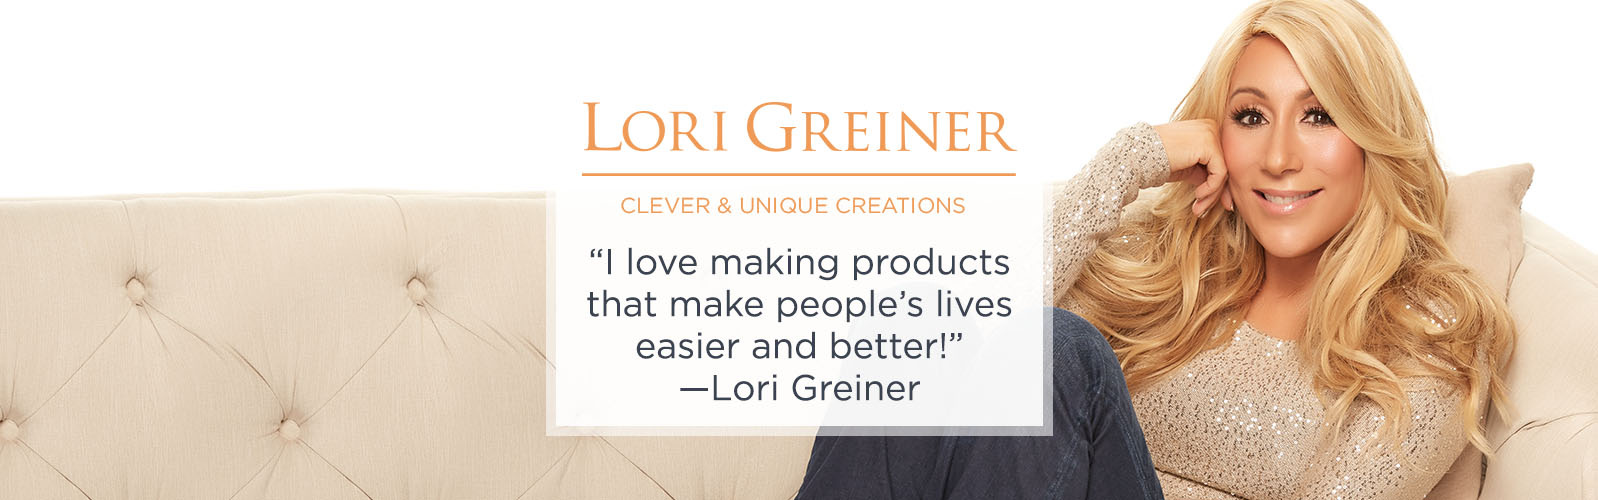 LORI GREINER
CLEVER & UNIQUE CREATIONS
“I love making products
that make people’s lives
easier and better!”
—Lori Greiner